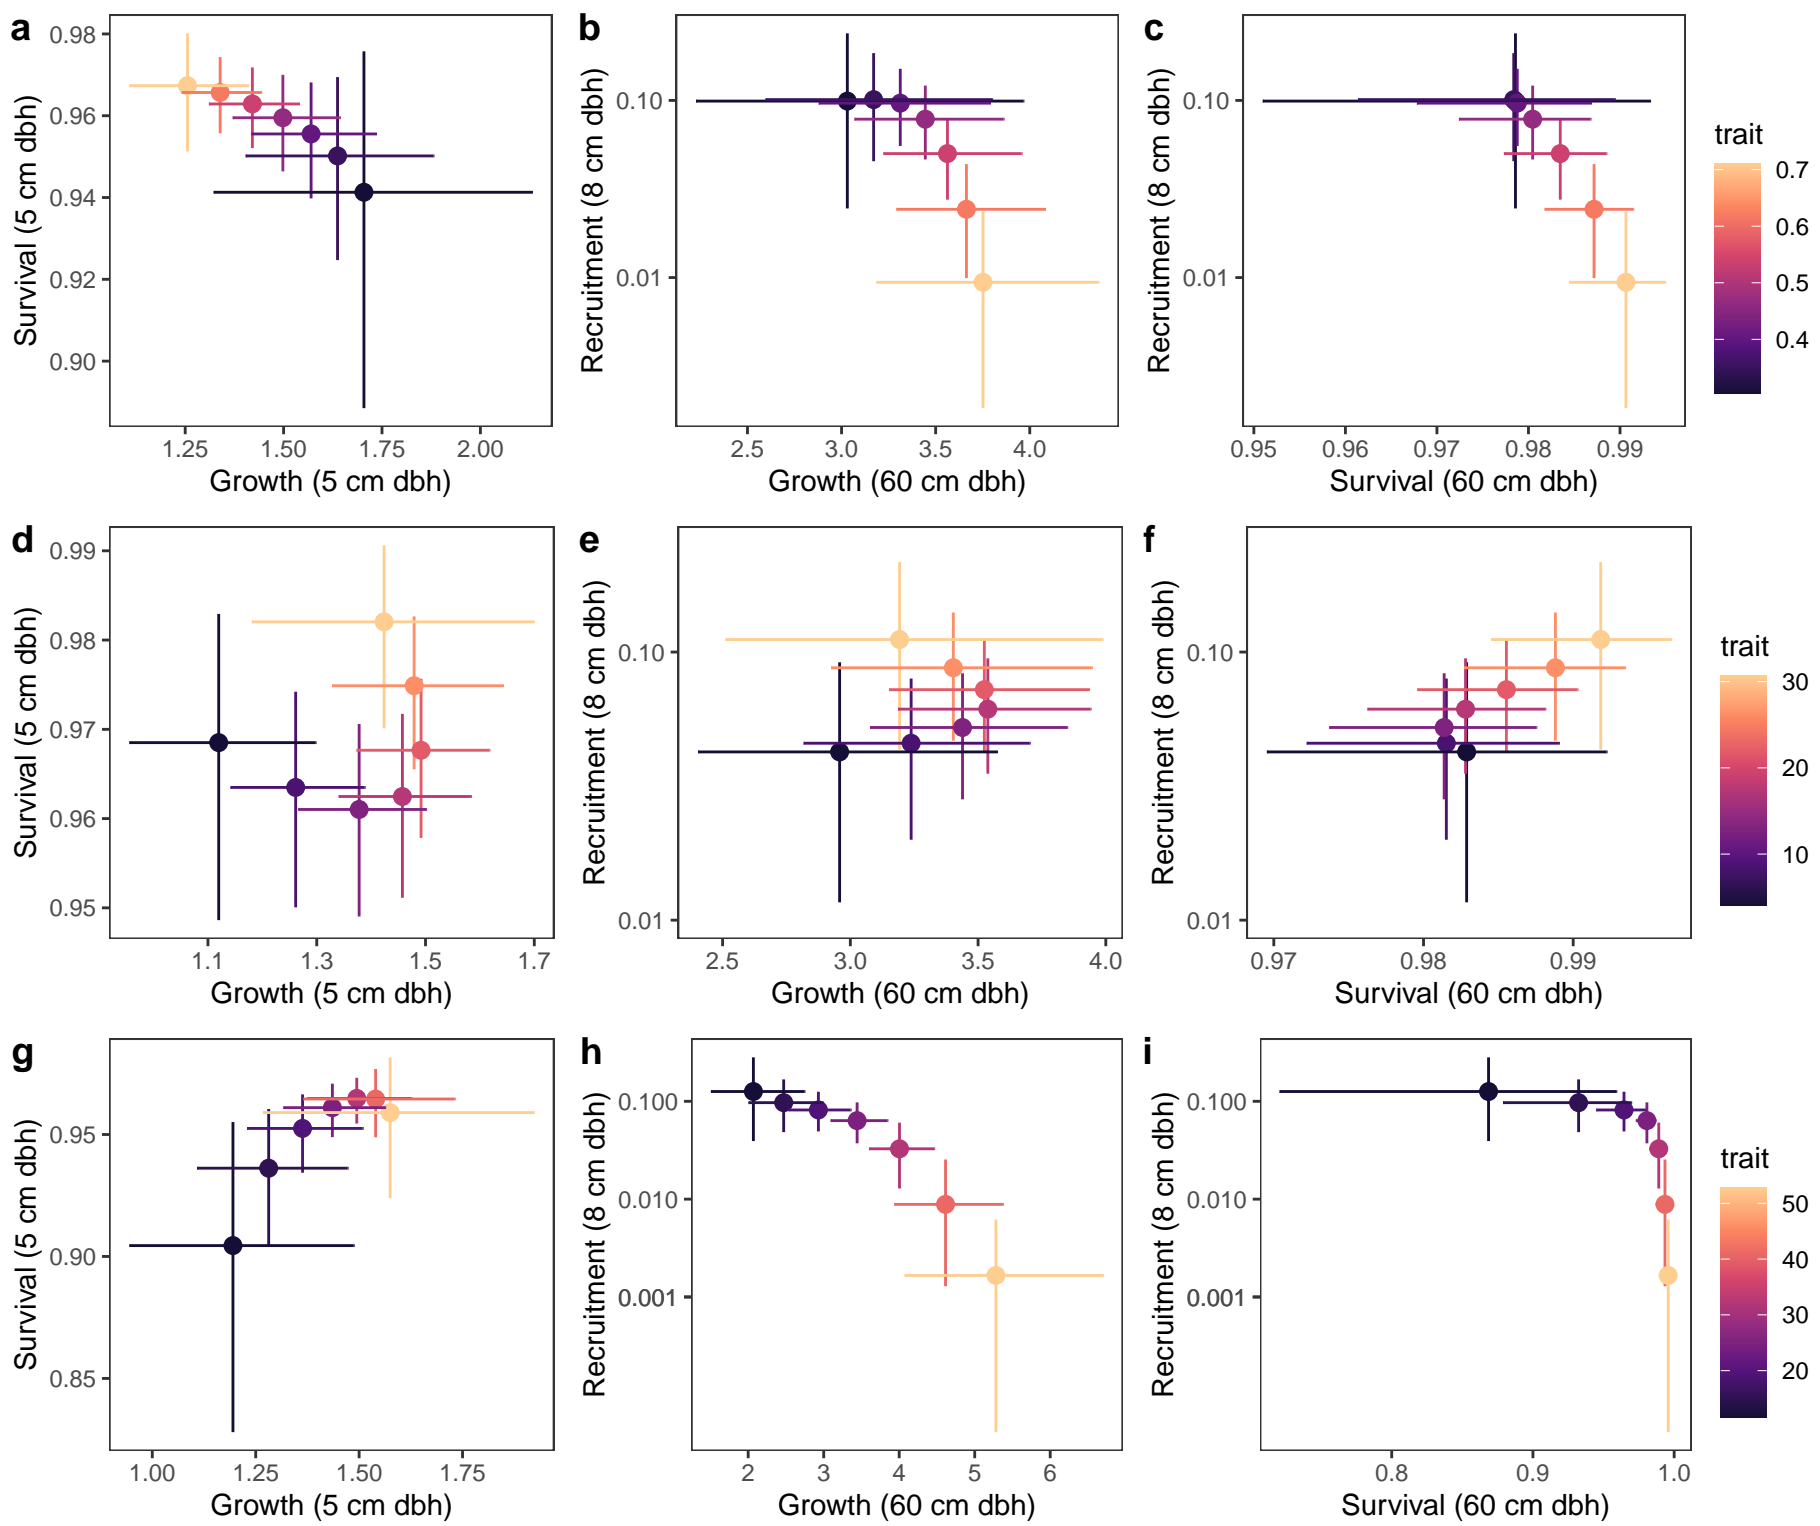 a
0.98
0.96
0.94
0.92
0.90
Survival (5 cm dbh)
1.25
1.50
1.75
2.00
Growth (5 cm dbh)
b
0.10
0.01
Recruitment (8 cm dbh)
2.5
3.0
3.5
4.0
Growth (60 cm dbh)
c
0.10
0.01
Recruitment (8 cm dbh)
0.95
0.96
0.97
0.98
0.99
Survival (60 cm dbh)
trait
0.7
0.6
0.5
0.4
d
0.99
0.98
0.97
0.96
0.95
Survival (5 cm dbh)
1.1
1.3
1.5
1.7
Growth (5 cm dbh)
e
0.10
0.01
Recruitment (8 cm dbh)
2.5
3.0
3.5
4.0
Growth (60 cm dbh)
f
0.10
0.01
Recruitment (8 cm dbh)
0.97
0.98
0.99
Survival (60 cm dbh)
trait
30
20
10
g
0.95
0.90
0.85
Survival (5 cm dbh)
1.00
1.25
1.50
1.75
Growth (5 cm dbh)
h
0.100
0.010
0.001
Recruitment (8 cm dbh)
2
3
4
5
6
Growth (60 cm dbh)
i
0.100
0.010
0.001
Recruitment (8 cm dbh)
0.8
0.9
1.0
Survival (60 cm dbh)
trait
50
40
30
20